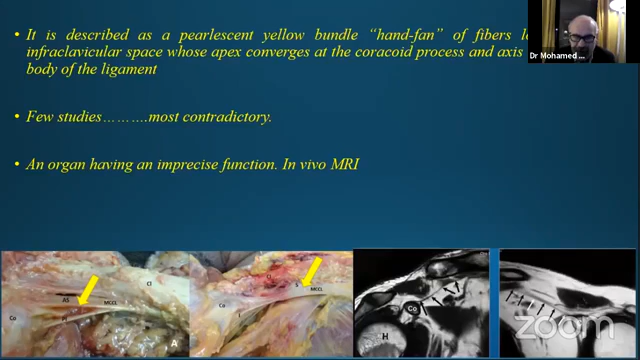 • It is described as a pearlescent yellow bundle “hand-fan” of fibers
infraclavicular space whose apex converges at the coracoid process and axis
body of the ligament
• Few studies……….most contradictory.
• An organ having an imprecise function. In vivo MRI
Dr Mohamed ...
Cl
AS
MCCL
Co
A
S
MCCL
Co
Co
H
zoom